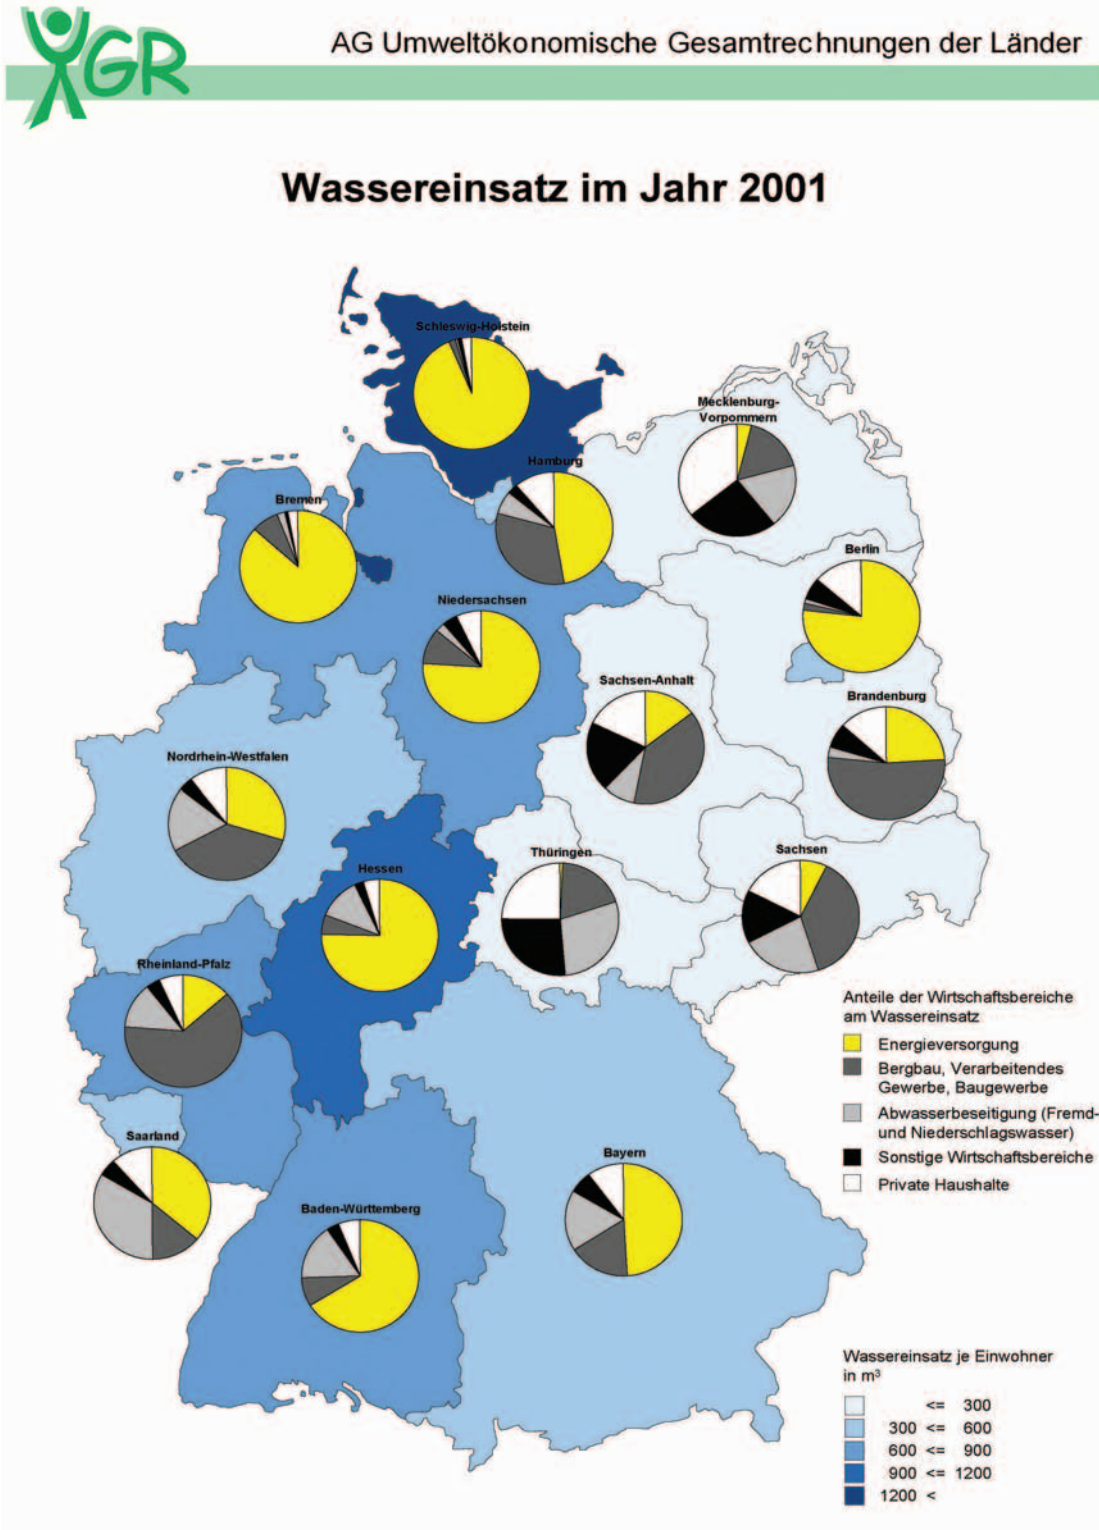 GR
AG Umweltökonomische Gesamtrechnungen der Länder
Wassereinsatz im Jahr 2001
Schleswig-Holstein
Mecklenburg-
Vorpommern
Hamburg
Bremen
Berlin
Niedersachsen
Sachsen-Anhalt
Brandenburg
Nordrhein-Westfalen
Thüringen
Sachsen
Hessen
Rheinland-Pfalz
Anteile der Wirtschaftsbereiche
am Wassereinsatz
Energieversorgung
Bergbau, Verarbeitendes
Gewerbe, Baugewerbe
Abwasserbeseitigung (Fremd-
und Niederschlagswasser)
Sonstige Wirtschaftsbereiche
Private Haushalte
Saarland
Bayern
Baden-Württemberg
Wassereinsatz je Einwohner
in m³
<= 300
300 <= 600
600 <= 900
900 <= 1200
1200 <